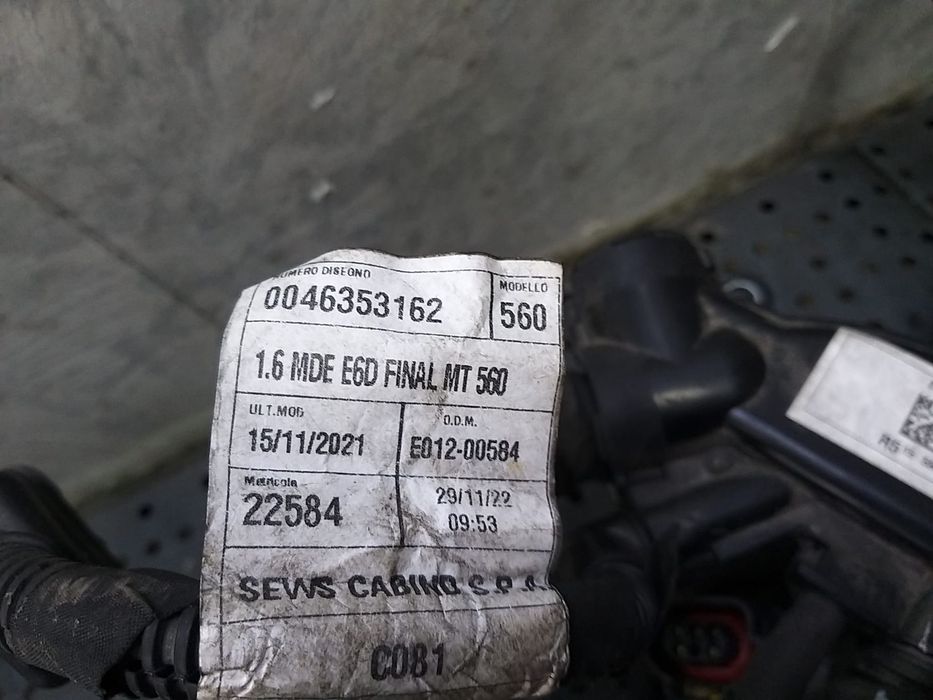 NUMERO DISEGNO
0046353162
MODELLO
560
1.6 MDE E6D FINAL MT 560
ULT.MOD
15/11/2021
O.D.M.
E012-00584
Matricola
22584
29/11/22
09:53
SEWS CABIND S.P.A.
C081